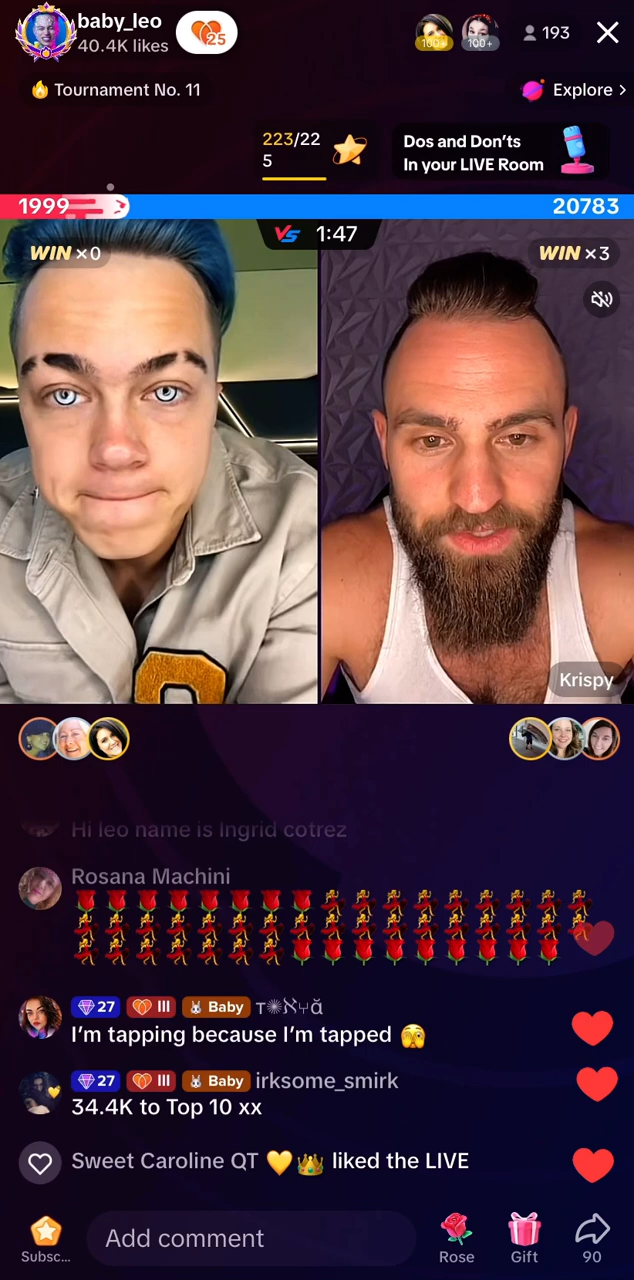 baby_leo
40.4K likes
25
100+
100+
193
Tournament No. 11
Explore >
223/22
5
Dos and Don’ts
In your LIVE Room
1999
20783
VS 1:47
WIN ×0
WIN ×3
Krispy
Hi leo name is Ingrid cotrez
Rosana Machini
27 III Baby
I’m tapping because I’m tapped 🫣
27 III Baby irksome_smirk
34.4K to Top 10 xx
Sweet Caroline QT 💛👑 liked the LIVE
Subsc...
Add comment
Rose
Gift
90